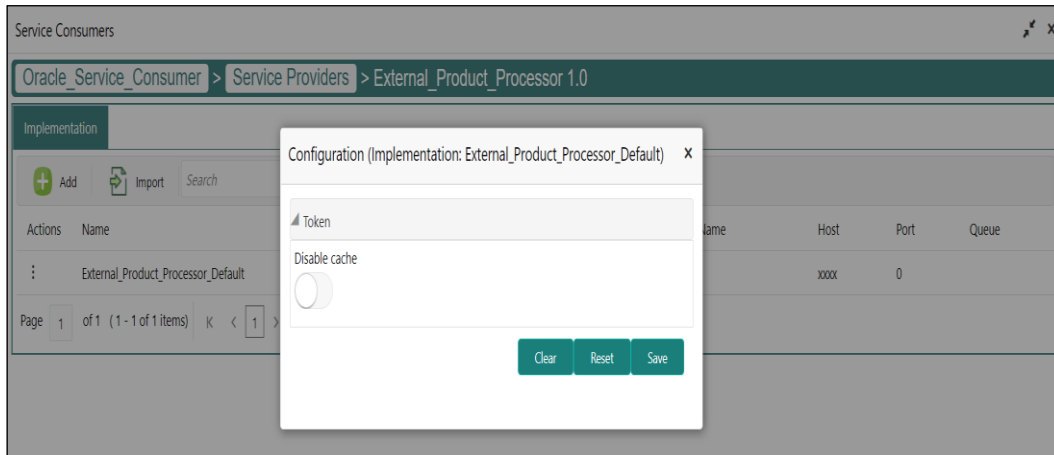 Service Consumers
x
Oracle_Service_Consumer > Service Providers > External_Product_Processor 1.0
Implementation
Add Import Search
Actions Name Host Port Queue
External_Product_Processor_Default xxxx 0
Page 1 of 1 (1 - 1 of 1 items) K < 1 >
Configuration (Implementation: External_Product_Processor_Default) x
Token
Disable cache
Clear Reset Save